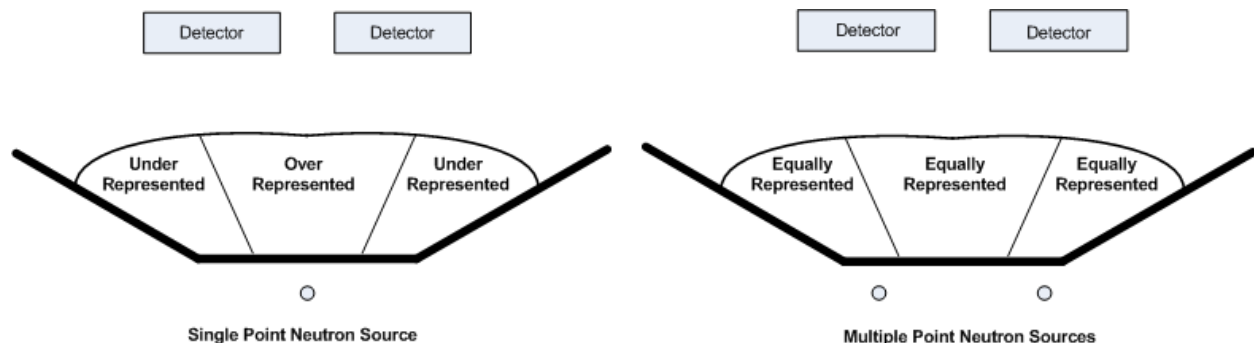 Detector
Detector
Under
Represented
Over
Represented
Under
Represented
Single Point Neutron Source
Detector
Detector
Equally
Represented
Equally
Represented
Equally
Represented
Multiple Point Neutron Sources